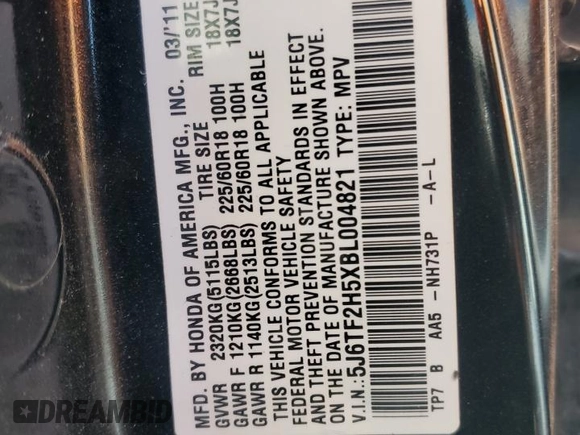 MFD. BY HONDA OF AMERICA MFG., INC. 03/'11
TIRE SIZE RIM SIZE
GVWR 2320KG(5115LBS)
GAWR F 1210KG(2668LBS) 225/60R18 100H 18X7J
GAWR R 1140KG(2513LBS) 225/60R18 100H 18X7J
THIS VEHICLE CONFORMS TO ALL APPLICABLE
FEDERAL MOTOR VEHICLE SAFETY
AND THEFT PREVENTION STANDARDS IN EFFECT
ON THE DATE OF MANUFACTURE SHOWN ABOVE.
V.I.N.: 5J6TF2H5XBL004821 TYPE: MPV
TP7 B AA5 - NH731P -A-L
DREAMBID